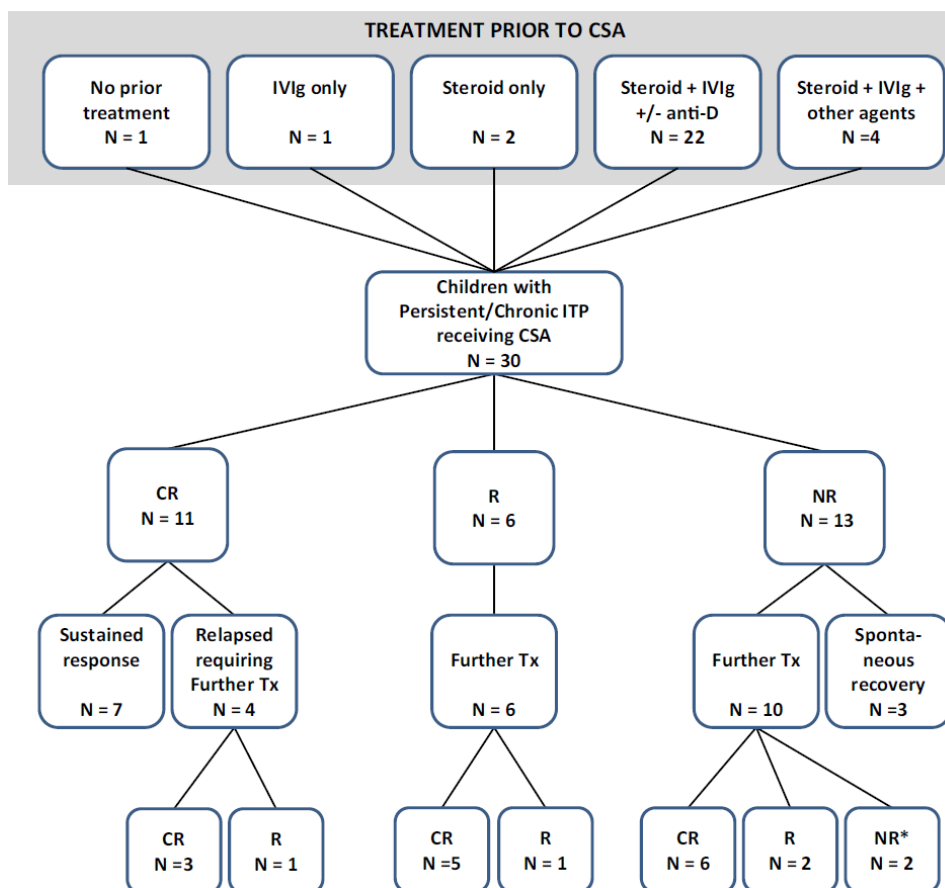 TREATMENT PRIOR TO CSA
No prior
treatment
N = 1
IVIg only
N = 1
Steroid only
N = 2
Steroid + IVIg
+/- anti-D
N = 22
Steroid + IVIg +
other agents
N =4
Children with
Persistent/Chronic ITP
receiving CSA
N = 30
CR
N = 11
R
N = 6
NR
N = 13
Sustained
response
N = 7
Relapsed
requiring
Further Tx
N = 4
Further Tx
N = 6
Further Tx
N = 10
Sponta-
neous
recovery
N =3
CR
N =3
R
N = 1
CR
N =5
R
N = 1
CR
N = 6
R
N = 2
NR*
N = 2